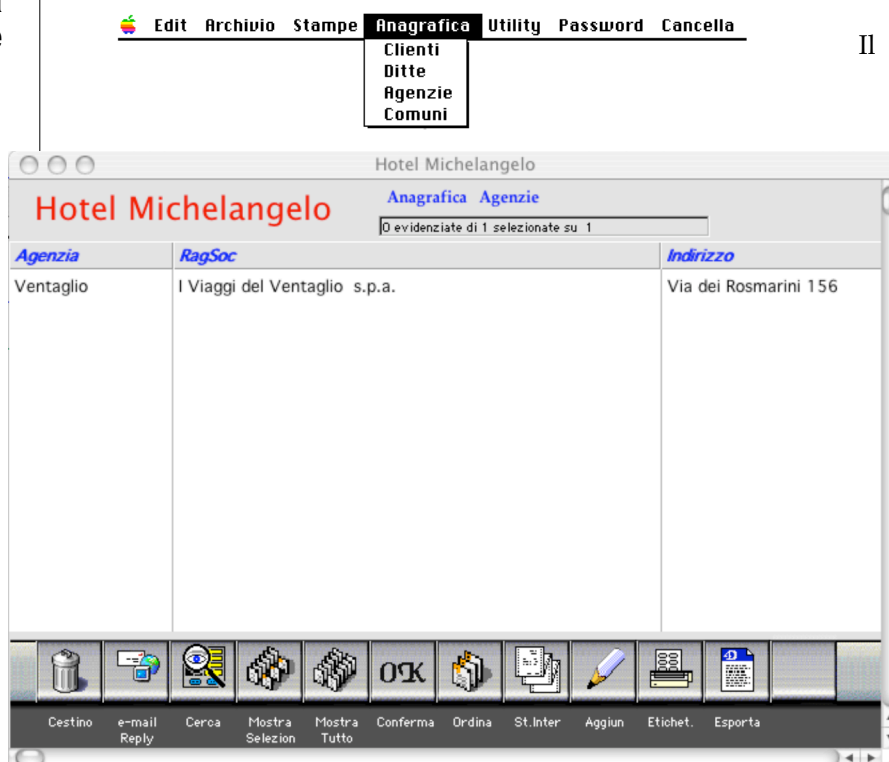 Edit Archivio Stampe Anagrafica Utility Password Cancella
Il
Clienti
Ditte
Agenzie
Comuni
Hotel Michelangelo
Hotel Michelangelo
Anagrafica Agenzie
0 evidenziate di 1 selezionate su 1
Agenzia RagSoc Indirizzo
Ventaglio I Viaggi del Ventaglio s.p.a. Via dei Rosmarini 156
OK
Cestino e-mail Reply Cerca Mostra Selezion Mostra Tutto Conferma Ordina St.Inter Aggiun Etichet. Esporta